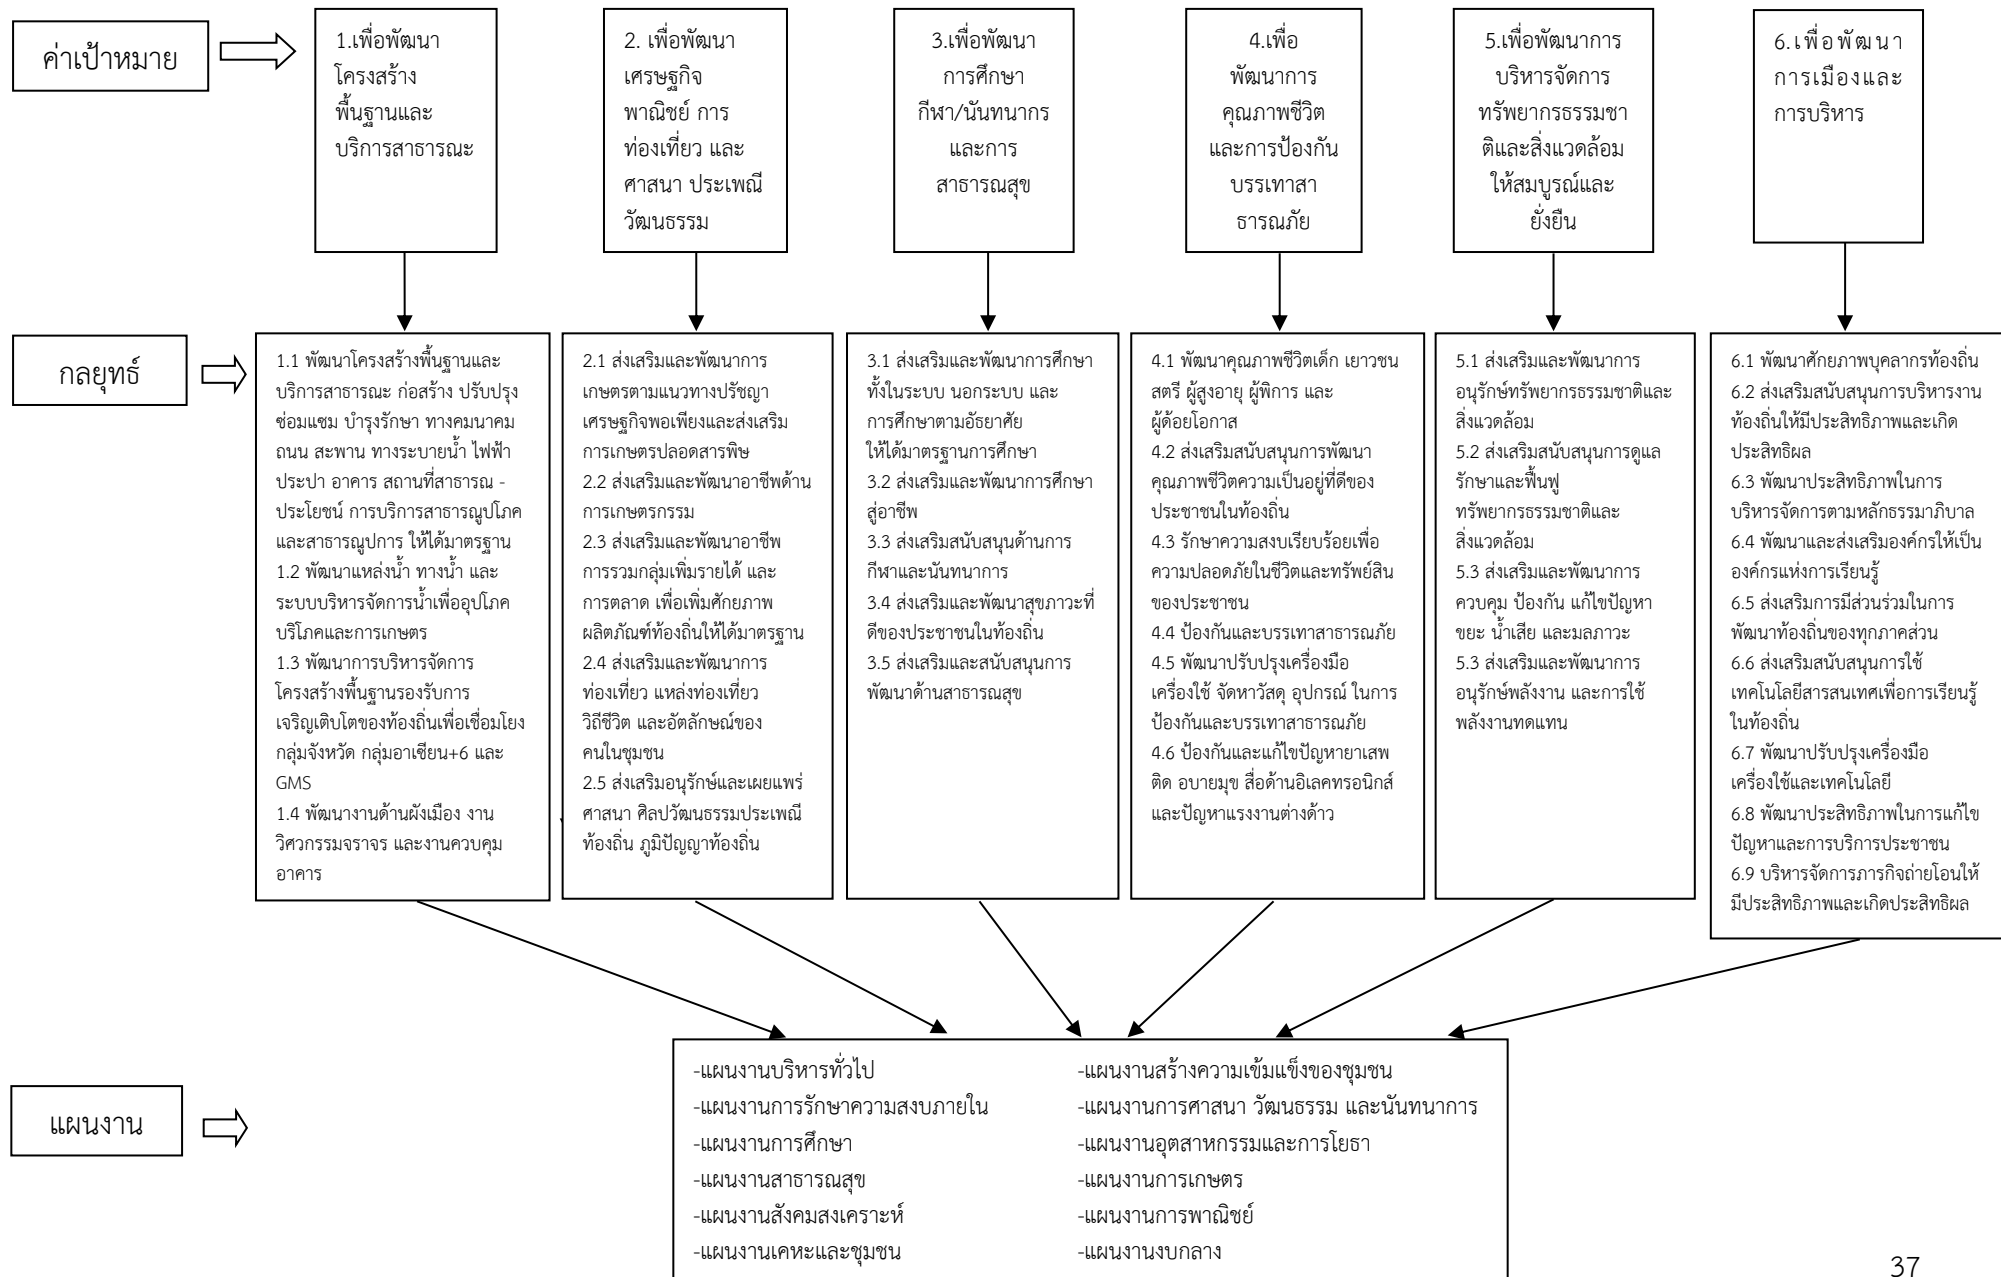 ค่าเป้าหมาย
1.เพื่อพัฒนา
โครงสร้าง
พื้นฐานและ
บริการสาธารณะ
2. เพื่อพัฒนา
เศรษฐกิจ
พาณิชย์ การ
ท่องเที่ยว และ
ศาสนา ประเพณี
วัฒนธรรม
3.เพื่อพัฒนา
การศึกษา
กีฬา/นันทนากร
และการ
สาธารณสุข
4.เพื่อ
พัฒนาการ
คุณภาพชีวิต
และการป้องกัน
บรรเทาสา
ธารณภัย
5.เพื่อพัฒนาการ
บริหารจัดการ
ทรัพยากรธรรมชา
ติและสิ่งแวดล้อม
ให้สมบูรณ์และ
ยั่งยืน
6.เพื่อพัฒนา
การเมืองและ
การบริหาร
กลยุทธ์
1.1 พัฒนาโครงสร้างพื้นฐานและ
บริการสาธารณะ ก่อสร้าง ปรับปรุง
ซ่อมแซม บำรุงรักษา ทางคมนาคม
ถนน สะพาน ทางระบายน้ำ ไฟฟ้า
ประปา อาคาร สถานที่สาธารณ -
ประโยชน์ การบริการสาธารณูปโภค
และสาธารณูปการ ให้ได้มาตรฐาน
1.2 พัฒนาแหล่งน้ำ ทางน้ำ และ
ระบบบริหารจัดการน้ำเพื่ออุปโภค
บริโภคและการเกษตร
1.3 พัฒนาการบริหารจัดการ
โครงสร้างพื้นฐานรองรับการ
เจริญเติบโตของท้องถิ่นเพื่อเชื่อมโยง
กลุ่มจังหวัด กลุ่มอาเซียน+6 และ
GMS
1.4 พัฒนางานด้านผังเมือง งาน
วิศวกรรมจราจร และงานควบคุม
อาคาร
2.1 ส่งเสริมและพัฒนาการ
เกษตรตามแนวทางปรัชญา
เศรษฐกิจพอเพียงและส่งเสริม
การเกษตรปลอดสารพิษ
2.2 ส่งเสริมและพัฒนาอาชีพด้าน
การเกษตรกรรม
2.3 ส่งเสริมและพัฒนาอาชีพ
การรวมกลุ่มเพิ่มรายได้ และ
การตลาด เพื่อเพิ่มศักยภาพ
ผลิตภัณฑ์ท้องถิ่นให้ได้มาตรฐาน
2.4 ส่งเสริมและพัฒนาการ
ท่องเที่ยว แหล่งท่องเที่ยว
วิถีชีวิต และอัตลักษณ์ของ
คนในชุมชน
2.5 ส่งเสริมอนุรักษ์และเผยแพร่
ศาสนา ศิลปวัฒนธรรมประเพณี
ท้องถิ่น ภูมิปัญญาท้องถิ่น
3.1 ส่งเสริมและพัฒนาการศึกษา
ทั้งในระบบ นอกระบบ และ
การศึกษาตามอัธยาศัย
ให้ได้มาตรฐานการศึกษา
3.2 ส่งเสริมและพัฒนาการศึกษา
สู่อาชีพ
3.3 ส่งเสริมสนับสนุนด้านการ
กีฬาและนันทนาการ
3.4 ส่งเสริมและพัฒนาสุขภาวะที่
ดีของประชาชนในท้องถิ่น
3.5 ส่งเสริมและสนับสนุนการ
พัฒนาด้านสาธารณสุข
4.1 พัฒนาคุณภาพชีวิตเด็ก เยาวชน
สตรี ผู้สูงอายุ ผู้พิการ และ
ผู้ด้อยโอกาส
4.2 ส่งเสริมสนับสนุนการพัฒนา
คุณภาพชีวิตความเป็นอยู่ที่ดีของ
ประชาชนในท้องถิ่น
4.3 รักษาความสงบเรียบร้อยเพื่อ
ความปลอดภัยในชีวิตและทรัพย์สิน
ของประชาชน
4.4 ป้องกันและบรรเทาสาธารณภัย
4.5 พัฒนาปรับปรุงเครื่องมือ
เครื่องใช้ จัดหาวัสดุ อุปกรณ์ ในการ
ป้องกันและบรรเทาสาธารณภัย
4.6 ป้องกันและแก้ไขปัญหายาเสพ
ติด อบายมุข สื่อด้านอิเลคทรอนิกส์
และปัญหาแรงงานต่างด้าว
5.1 ส่งเสริมและพัฒนาการ
อนุรักษ์ทรัพยากรธรรมชาติและ
สิ่งแวดล้อม
5.2 ส่งเสริมสนับสนุนการดูแล
รักษาและฟื้นฟู
ทรัพยากรธรรมชาติและ
สิ่งแวดล้อม
5.3 ส่งเสริมและพัฒนาการ
ควบคุม ป้องกัน แก้ไขปัญหา
ขยะ น้ำเสีย และมลภาวะ
5.3 ส่งเสริมและพัฒนาการ
อนุรักษ์พลังงาน และการใช้
พลังงานทดแทน
6.1 พัฒนาศักยภาพบุคลากรท้องถิ่น
6.2 ส่งเสริมสนับสนุนการบริหารงาน
ท้องถิ่นให้มีประสิทธิภาพและเกิด
ประสิทธิผล
6.3 พัฒนาประสิทธิภาพในการ
บริหารจัดการตามหลักธรรมาภิบาล
6.4 พัฒนาและส่งเสริมองค์กรให้เป็น
องค์กรแห่งการเรียนรู้
6.5 ส่งเสริมการมีส่วนร่วมในการ
พัฒนาท้องถิ่นของทุกภาคส่วน
6.6 ส่งเสริมสนับสนุนการใช้
เทคโนโลยีสารสนเทศเพื่อการเรียนรู้
ในท้องถิ่น
6.7 พัฒนาปรับปรุงเครื่องมือ
เครื่องใช้และเทคโนโลยี
6.8 พัฒนาประสิทธิภาพในการแก้ไข
ปัญหาและการบริการประชาชน
6.9 บริหารจัดการภารกิจถ่ายโอนให้
มีประสิทธิภาพและเกิดประสิทธิผล
แผนงาน
-แผนงานบริหารทั่วไป
-แผนงานการรักษาความสงบภายใน
-แผนงานการศึกษา
-แผนงานสาธารณสุข
-แผนงานสังคมสงเคราะห์
-แผนงานเคหะและชุมชน
-แผนงานสร้างความเข้มแข็งของชุมชน
-แผนงานการศาสนา วัฒนธรรม และนันทนาการ
-แผนงานอุตสาหกรรมและการโยธา
-แผนงานการเกษตร
-แผนงานการพาณิชย์
-แผนงานงบกลาง
37